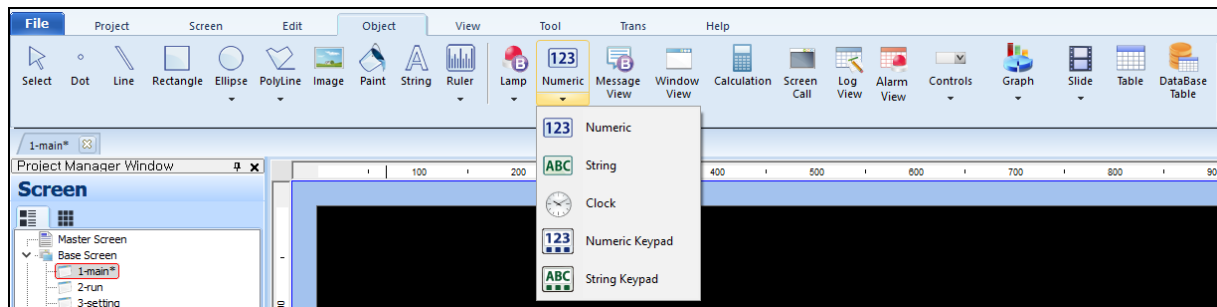 File Project Screen Edit Object View Tool Trans Help
Select Dot Line Rectangle Ellipse PolyLine Image Paint String Ruler Lamp 123 Numeric Message View Window View Calculation Screen Call Log View Alarm View Controls Graph Slide Table DataBase Table
123 Numeric
ABC String
Clock
123 Numeric Keypad
ABC String Keypad
1-main*
Project Manager Window
100 200 400 500 600 700 800 90
Screen
Master Screen
Base Screen
1-main*
2-run
3-setting
0